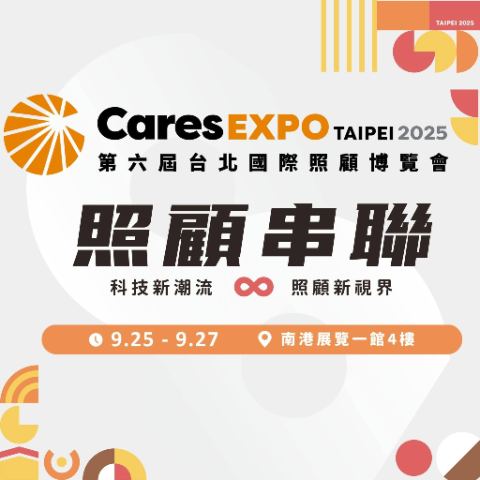 TAIPEI 2025
Cares EXPO TAIPEI 2025
第六屆台北國際照顧博覽會
照顧串聯
科技新潮流 照顧新視界
9.25 - 9.27 南港展覽一館4樓